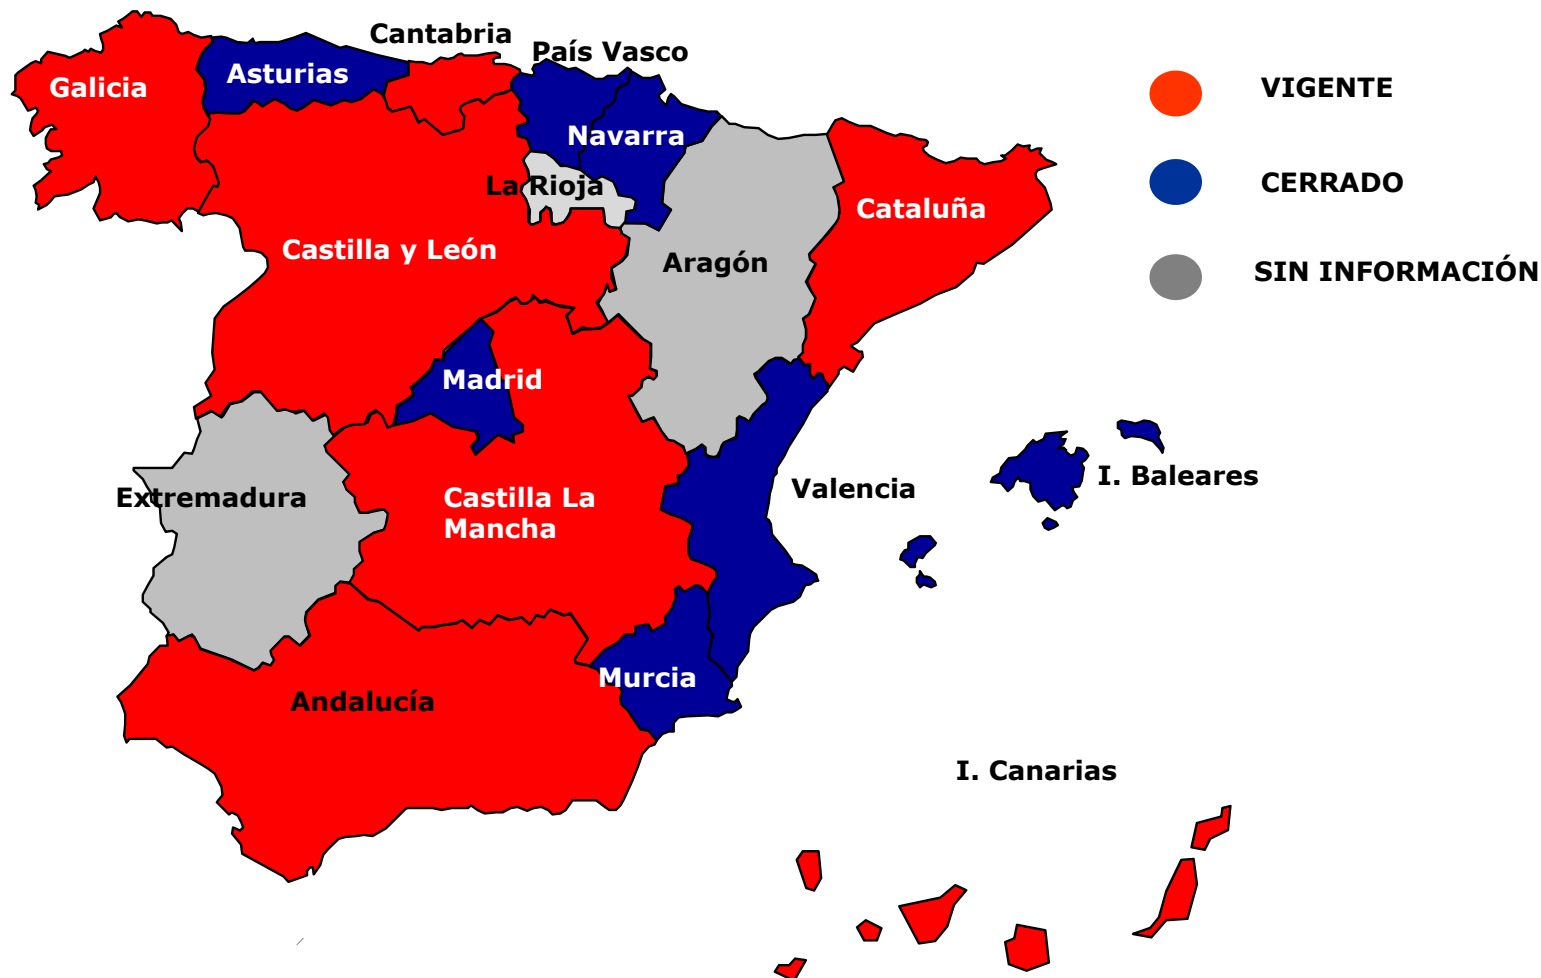 Cantabria
País Vasco
Galicia
Asturias
VIGENTE
Navarra
CERRADO
La Rioja
Cataluña
Castilla y León
Aragón
SIN INFORMACIÓN
Madrid
Extremadura
Castilla La
Mancha
Valencia
I. Baleares
Murcia
Andalucía
I. Canarias